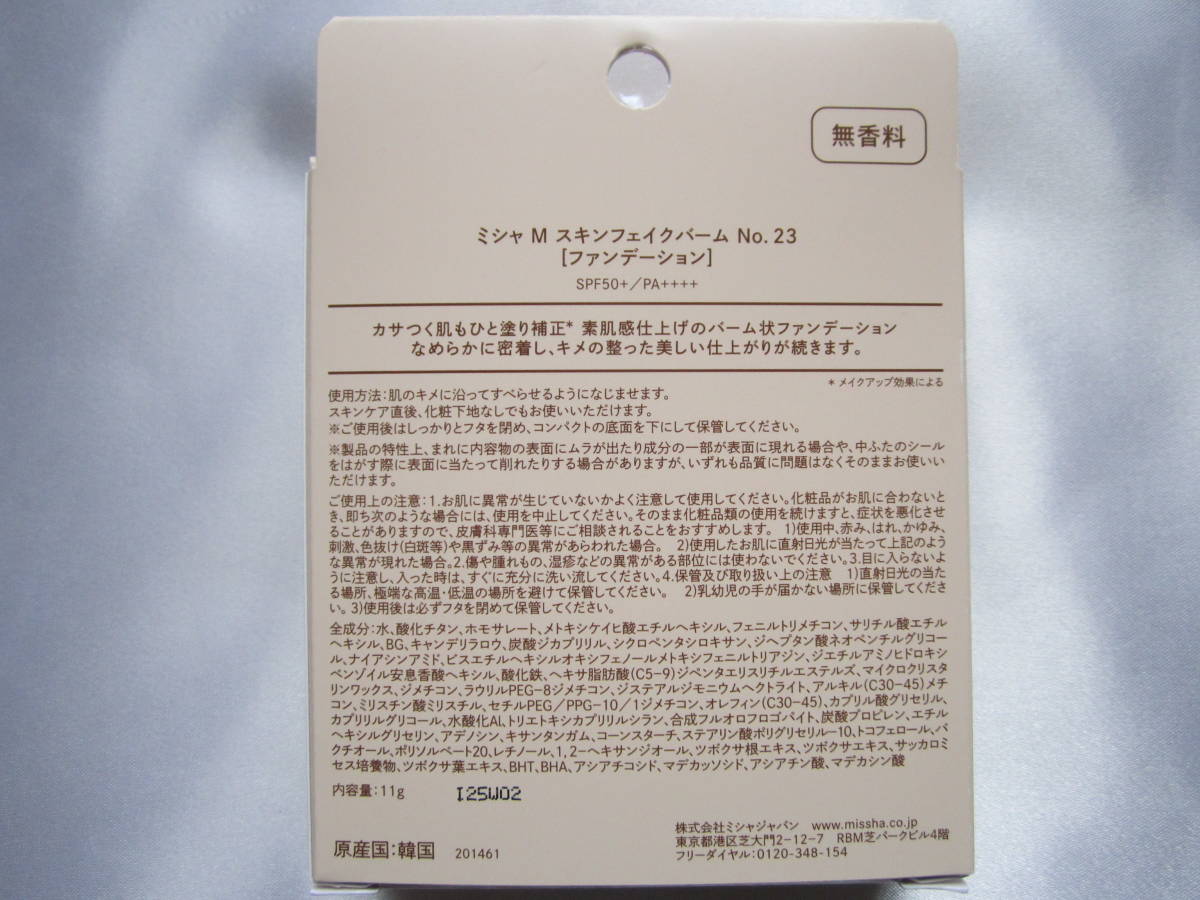 無香料
ミシャ M スキンフェイクバーム No.23
[ファンデーション]
SPF50+／PA++++
カサつく肌もひと塗り補正* 素肌感仕上げのバーム状ファンデーション
なめらかに密着し、キメの整った美しい仕上がりが続きます。
* メイクアップ効果による
使用方法：肌のキメに沿ってすべらせるようになじませます。
スキンケア直後、化粧下地なしでもお使いいただけます。
※ご使用後はしっかりとフタを閉め、コンパクトの底面を下にして保管してください。
※製品の特性上、まれに内容物の表面にムラが出たり成分の一部が表面に現れる場合や、中ふたのシール
をはがす際に表面に当たって削れたりする場合がありますが、いずれも品質に問題はなくそのままお使いい
ただけます。
ご使用上の注意：1.お肌に異常が生じていないかよく注意して使用してください。化粧品がお肌に合わないと
き、即ち次のような場合には、使用を中止してください。そのまま化粧品類の使用を続けますと、症状を悪化させ
ることがありますので、皮膚科専門医等にご相談されることをおすすめします。 1)使用中、赤み、はれ、かゆみ、
刺激、色抜け(白斑等)や黒ずみ等の異常があらわれた場合。 2)使用したお肌に直射日光が当たって上記のよう
な異常が現れた場合。2.傷や腫れもの、湿疹などの異常がある部位には使わないでください。3.目に入らないよ
うに注意し、入った時は、すぐに充分に洗い流してください。4.保管及び取り扱い上の注意 1)直射日光の当た
る場所、極端な高温・低温の場所を避けて保管してください。 2)乳幼児の手が届かない場所に保管してくださ
い。3)使用後は必ずフタを閉めて保管してください。
全成分：水、酸化チタン、ホモサレート、メトキシケイヒ酸エチルヘキシル、フェニルトリメチコン、サリチル酸エチル
ヘキシル、BG、キャンデリラロウ、炭酸ジカプリリル、シクロペンタシロキサン、ジヘプタン酸ネオペンチルグリコー
ル、ナイアシンアミド、ビスエチルヘキシルオキシフェノールメトキシフェニルトリアジン、ジエチルアミノヒドロキシ
ベンゾイル安息香酸ヘキシル、酸化鉄、ヘキサ脂肪酸(C5-9)ジペンタエリスリチルエステルズ、マイクロクリスタ
リンワックス、ジメチコン、ラウリルPEG-8ジメチコン、ジステアルジモニウムヘクトライト、アルキル(C30-45)メチ
コン、ミリスチン酸ミリスチル、セチルPEG／PPG-10／1ジメチコン、オレフィン(C30-45)、カプリル酸グリセリル、
カプリリルグリコール、水酸化Al、トリエトキシカプリリルシラン、合成フルオロフロゴパイト、炭酸プロピレン、エチル
ヘキシルグリセリン、アデノシン、キサンタンガム、コーンスターチ、ステアリン酸ポリグリセリル-10、トコフェロール、バ
クチオール、ポリソルベート20、レチノール、1,2-ヘキサンジオール、ツボクサ根エキス、ツボクサエキス、サッカロミ
セス培養物、ツボクサ葉エキス、BHT、BHA、アシアチコシド、マデカッソシド、アシアチン酸、マデカシン酸
内容量：11g I25W02
株式会社ミシャジャパン www.missha.co.jp
東京都港区芝大門2-12-7 RBM芝パークビル4階
原産国：韓国 201461
フリーダイヤル：0120-348-154